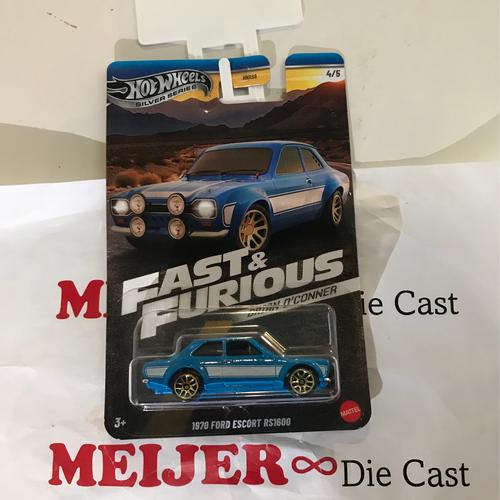 HOT WHEELS
SILVER SERIES
4/5
FAST &
FURIOUS
BRIAN O'CONNER
M ie Cast
3+
1970 FORD ESCORT RS1600
MATTEL
MEIJER∞Die Cast